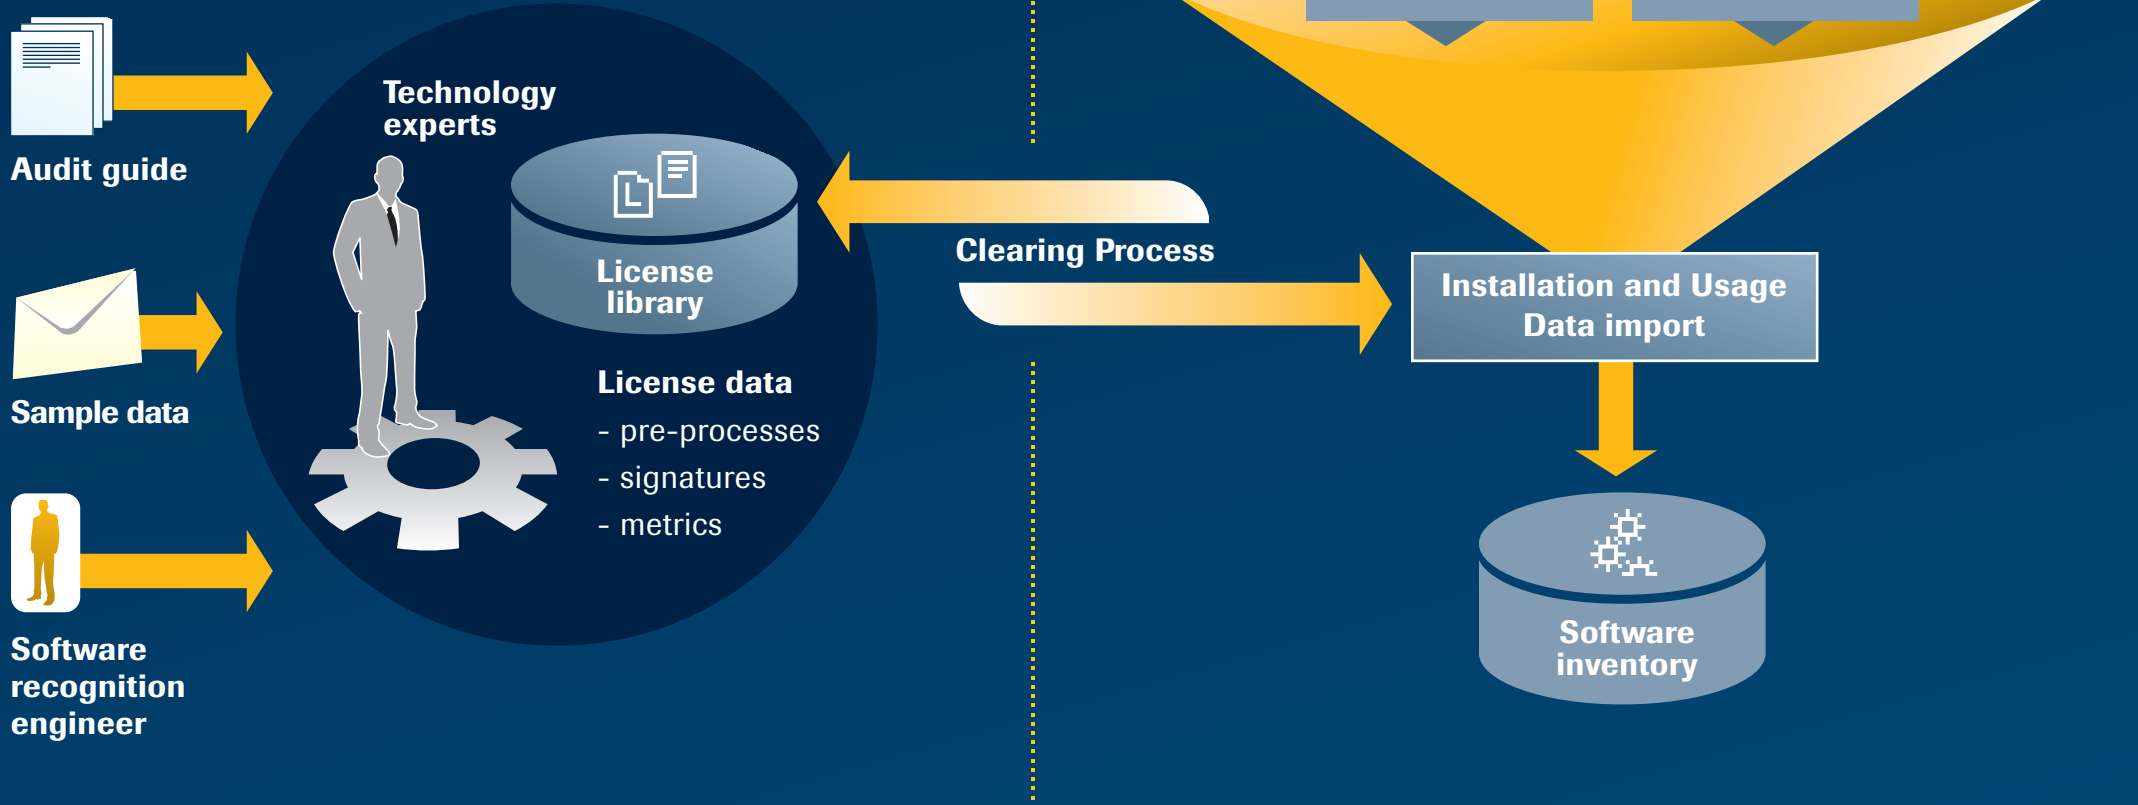 Audit guide
Sample data
Software
recognition
engineer
Technology
experts
License
library
License data
- pre-processes
- signatures
- metrics
Clearing Process
Installation and Usage
Data import
Software
inventory